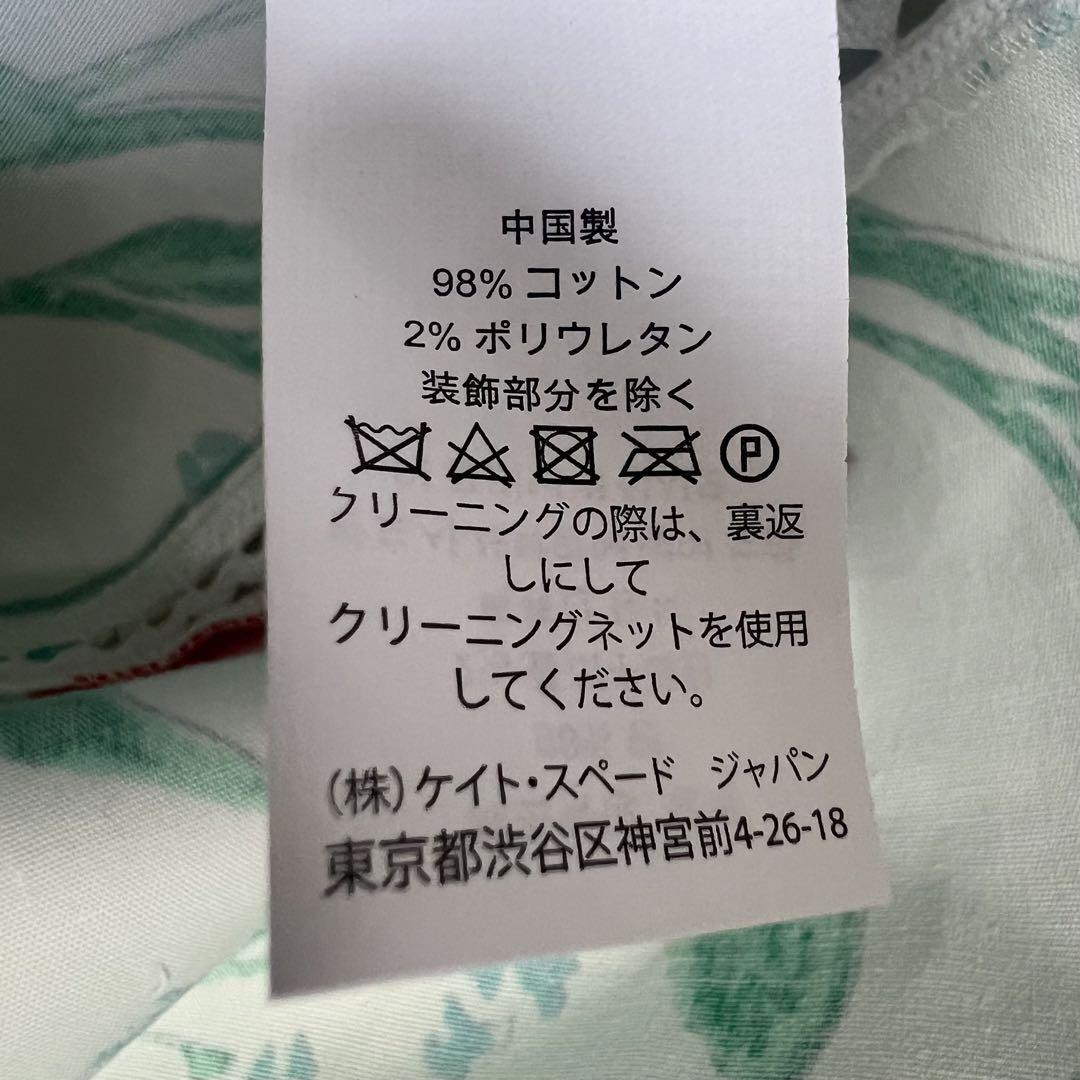 中国製
98% コットン
2% ポリウレタン
装飾部分を除く
P
クリーニングの際は、裏返
しにして
クリーニングネットを使用
してください。
(株)ケイト・スペード ジャパン
東京都渋谷区神宮前4-26-18